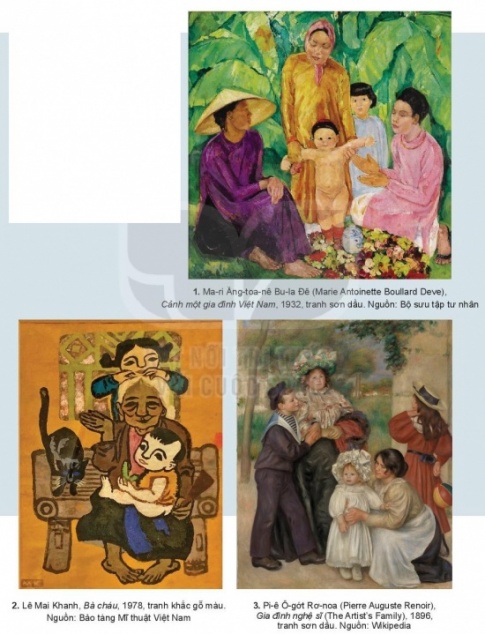 1. Ma-ri Ăng-toa-nê Bu-la Đê (Marie Antoinette Boullard Deve),
Cảnh một gia đình Việt Nam, 1932, tranh sơn dầu. Nguồn: Bộ sưu tập tư nhân
2. Lê Mai Khanh, Bà cháu, 1978, tranh khắc gỗ màu.
Nguồn: Bảo tàng Mĩ thuật Việt Nam
3. Pi-ê Ô-gớt Rơ-noa (Pierre Auguste Renoir),
Gia đình nghệ sĩ (The Artist's Family), 1896,
tranh sơn dầu. Nguồn: Wikipedia